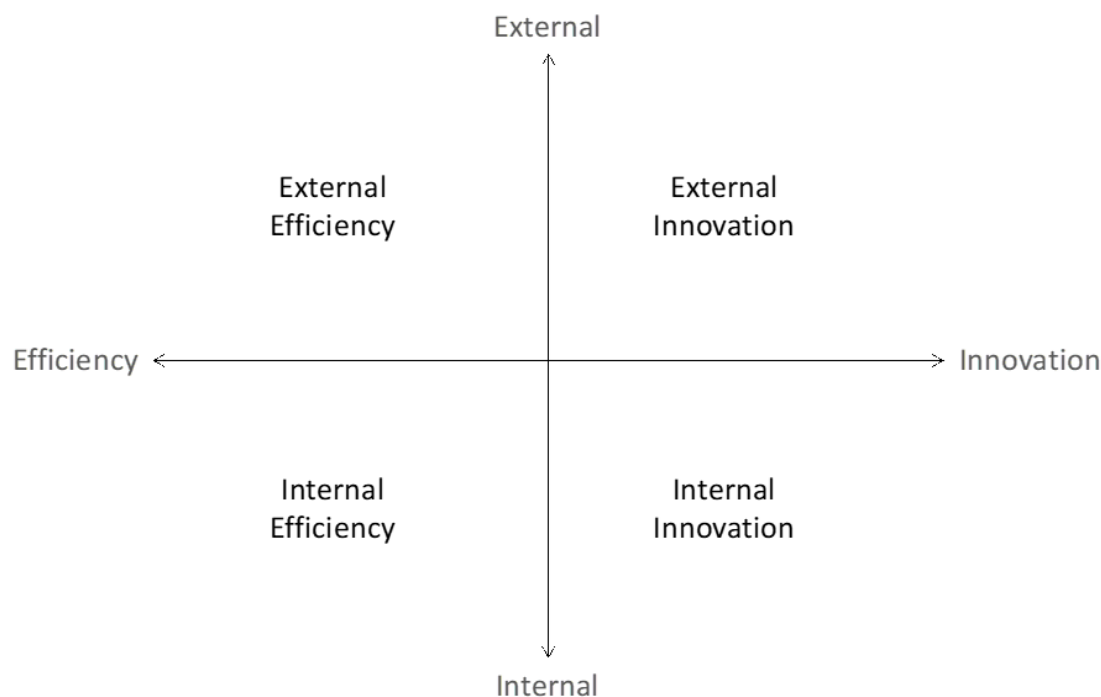 External
External
Efficiency
External
Innovation
Efficiency
Innovation
Internal
Efficiency
Internal
Innovation
Internal